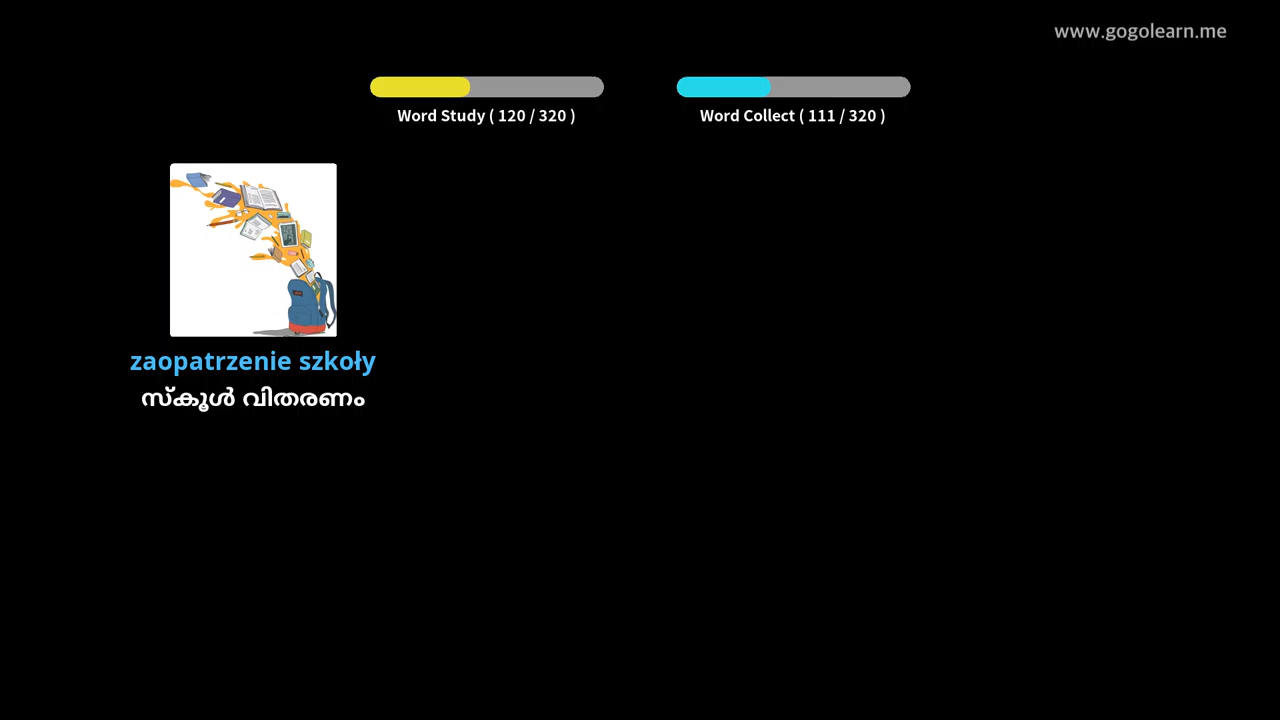 www.gogolearn.me
Word Study ( 120 / 320 )
Word Collect ( 111 / 320 )
zaopatrzenie szkoły
സ്കൂൾ വിതരണം